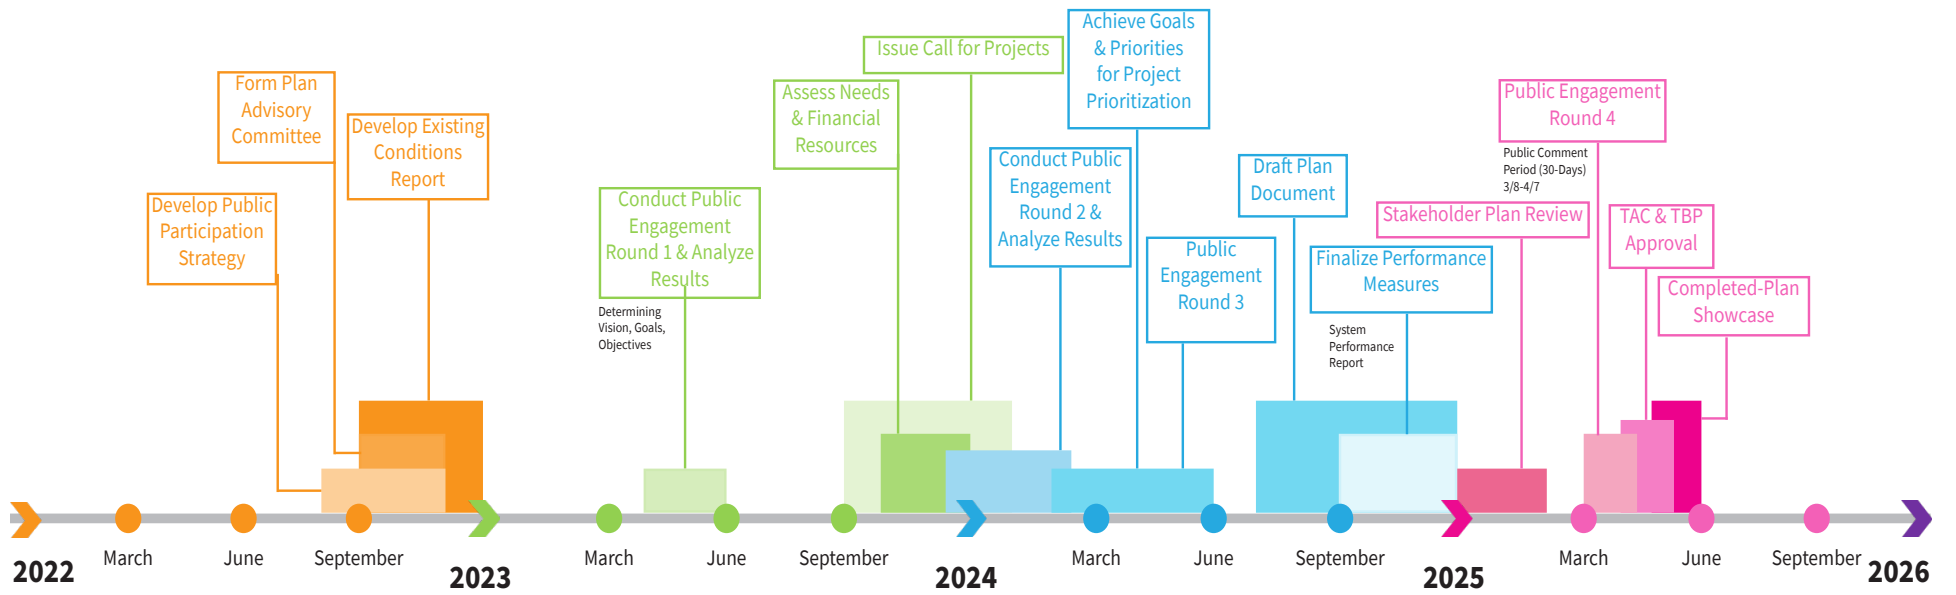 Form Plan
Advisory
Committee
Develop Existing
Conditions
Report
Develop Public
Participation
Strategy
Conduct Public
Engagement
Round 1 & Analyze
Results
Determining
Vision, Goals,
Objectives
Assess Needs
& Financial
Resources
Issue Call for Projects
Achieve Goals
& Priorities
for Project
Prioritization
Conduct Public
Engagement
Round 2 &
Analyze Results
Public
Engagement
Round 3
Draft Plan
Document
Finalize Performance
Measures
System
Performance
Report
Public Engagement
Round 4
Public Comment
Period (30-Days)
3/8-4/7
Stakeholder Plan Review
TAC & TBP
Approval
Completed-Plan
Showcase
2022
March
June
September
2023
March
June
September
2024
March
June
September
2025
March
June
September
2026